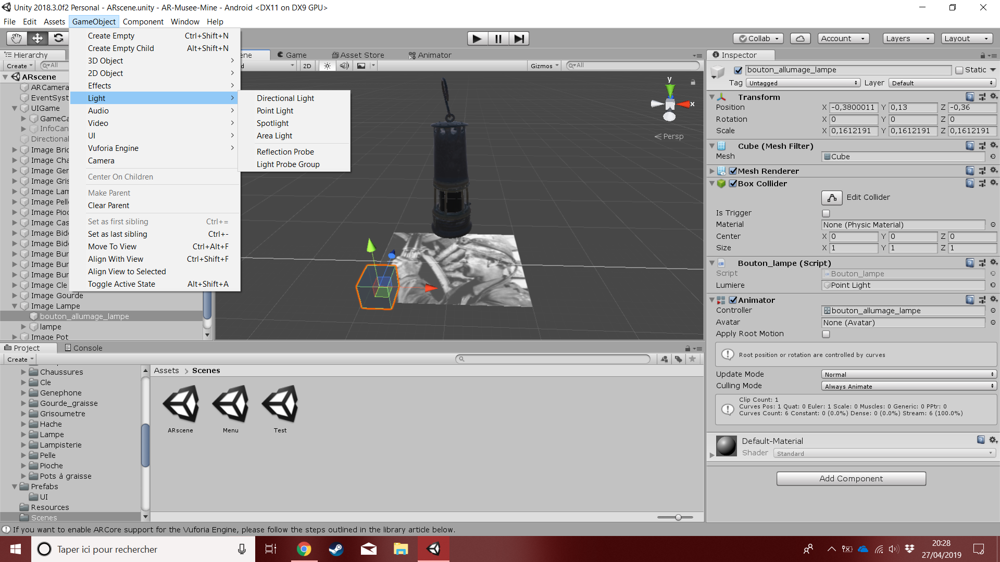 Unity 2018.3.0f2 Personal - ARscene.unity - AR-Musee-Mine - Android <DX11 on DX9 GPU>
File Edit Assets GameObject Component Window Help
Collab Account Layers Layout
Create Empty Ctrl+Shift+N
Create Empty Child Alt+Shift+N
3D Object
2D Object
Effects
Light
Audio
Video
UI
Vuforia Engine
Camera
Center On Children
Make Parent
Clear Parent
Set as first sibling Ctrl+=
Set as last sibling Ctrl+-
Move To View Ctrl+Alt+F
Align With View Ctrl+Shift+F
Align View to Selected
Toggle Active State Alt+Shift+A
Directional Light
Point Light
Spotlight
Area Light
Reflection Probe
Light Probe Group
Hierarchy
Create All
ARscene
ARCamera
EventSyst
UIGame
GameCa
InfoCan
Directional
Image Bric
Image Cha
Image Gen
Image Gris
Image Lam
Image Pelle
Image Pioc
Image Cas
Image Bide
Image Bide
Image Bur
Image Bur
Image Bur
Image Cle
Image Gourde
Image Lampe
bouton_allumage_lampe
lampe
Image Pot
ene Game Asset Store Animator
d 2D Gizmos All
y
x
Persp
Inspector
bouton_allumage_lampe Static
Tag Untagged Layer Default
Transform
Position X -0,3800011 Y 0,13 Z -0,36
Rotation X 0 Y 0 Z 0
Scale X 0,1612191 Y 0,1612191 Z 0,1612191
Cube (Mesh Filter)
Mesh Cube
Mesh Renderer
Box Collider
Edit Collider
Is Trigger
Material None (Physic Material)
Center X 0 Y 0 Z 0
Size X 1 Y 1 Z 1
Bouton_lampe (Script)
Script Bouton_lampe
Lumiere Point Light
Animator
Controller bouton_allumage_lampe
Avatar None (Avatar)
Apply Root Motion
Root position or rotation are controlled by curves
Update Mode Normal
Culling Mode Always Animate
Clip Count: 1
Curves Pos: 1 Quat: 0 Euler: 1 Scale: 0 Muscles: 0 Generic: 0 PPtr: 0
Curves Count: 6 Constant: 0 (0.0%) Dense: 0 (0.0%) Stream: 6 (100.0%)
Default-Material
Shader Standard
Add Component
Project Console
Create
Chaussures
Cle
Genephone
Gourde_graisse
Grisoumetre
Hache
Lampe
Lampisterie
Pelle
Pioche
Pots à graisse
Prefabs
UI
Resources
Scenes
Assets Scenes
ARscene Menu Test
If you want to enable ARCore support for the Vuforia Engine, please follow the steps outlined in the library article below.
Taper ici pour rechercher
20:28
27/04/2019